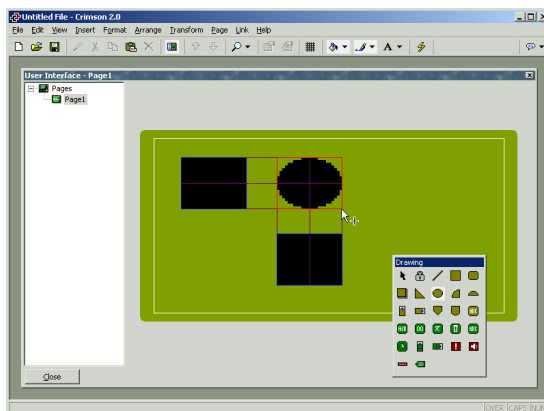 Untitled File - Crimson 2.0
File Edit View Insert Format Arrange Transform Page Link Help
User Interface - Page1
Pages
Page1
Drawing
Close
OVER CAPS NUM